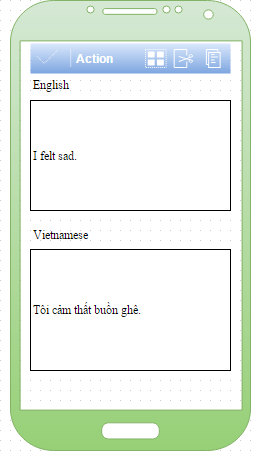 Action
English
I felt sad.
Vietnamese
Tôi cảm thất buồn ghê.